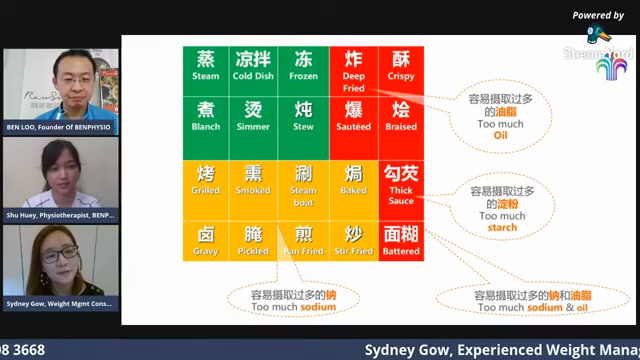 Powered by
StreamYard
蒸 凉拌 冻 炸 酥
Steam Cold Dish Frozen Deep Fried Crispy
煮 烫 炖 爆 烩
Blanch Simmer Stew Sautéed Braised
烤 熏 涮 焗 勾芡
Grilled Smoked Steam boat Baked Thick Sauce
卤 腌 煎 炒 面糊
Gravy Pickled Pan Fried Stir Fried Battered
容易摄取过多
的油脂
Too much
Oil
容易摄取过多
的淀粉
Too much
starch
容易摄取过多的钠
Too much sodium
容易摄取过多的钠和油脂
Too much sodium & oil
BEN LOO, Founder Of BENPHYSIO
Shu Huey, Physiotherapist, BENP...
Sydney Gow, Weight Mgmt Cons...
08 3668
Sydney Gow, Experienced Weight Mana